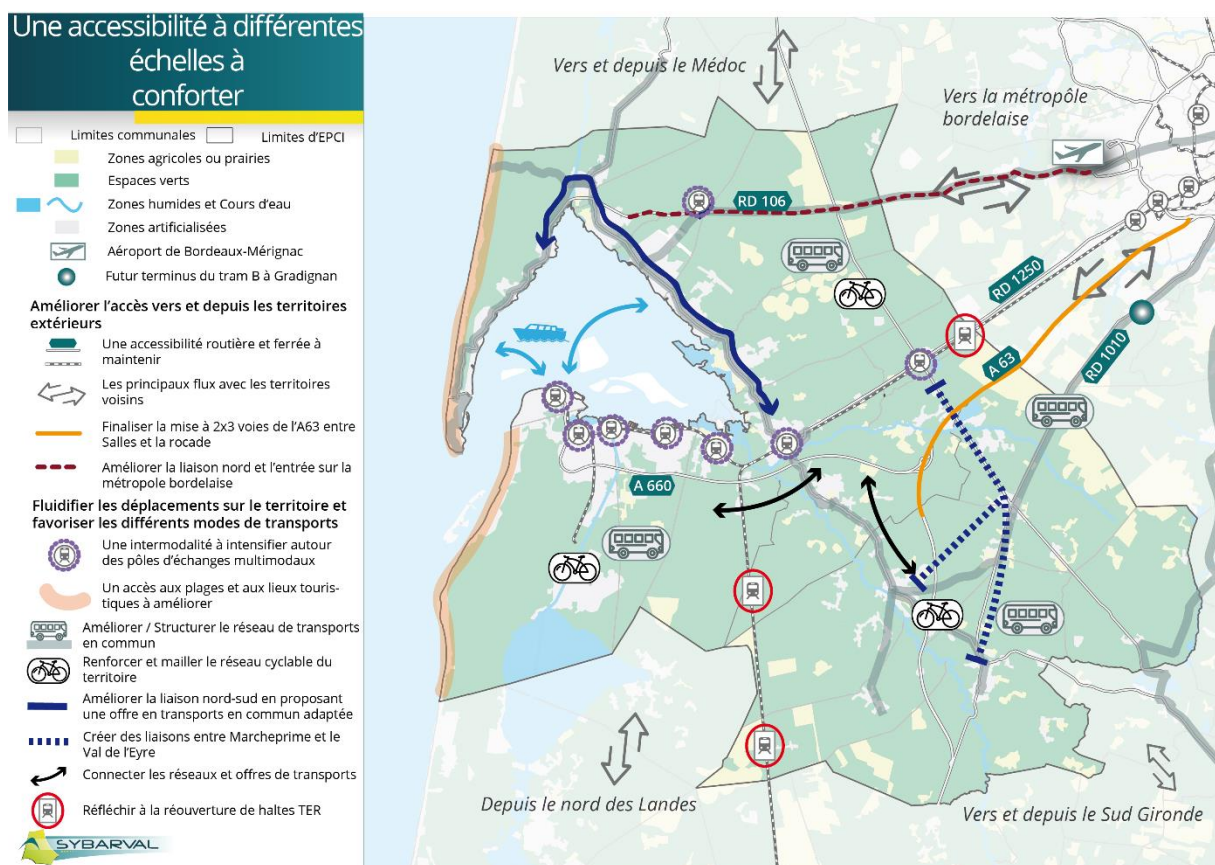 Une accessibilité à différentes
échelles à
conforter
Limites communales
Limites d'EPCI
Zones agricoles ou prairies
Espaces verts
Zones humides et Cours d'eau
Zones artificialisées
Aéroport de Bordeaux-Mérignac
Futur terminus du tram B à Gradignan
Améliorer l'accès vers et depuis les territoires
extérieurs
Une accessibilité routière et ferrée à
maintenir
Les principaux flux avec les territoires
voisins
Finaliser la mise à 2x3 voies de l'A63 entre
Salles et la rocade
Améliorer la liaison nord et l'entrée sur la
métropole bordelaise
Fluidifier les déplacements sur le territoire et
favoriser les différents modes de transports
Une intermodalité à intensifier autour
des pôles d'échanges multimodaux
Un accès aux plages et aux lieux touris-
tiques à améliorer
Améliorer / Structurer le réseau de transports
en commun
Renforcer et mailler le réseau cyclable du
territoire
Améliorer la liaison nord-sud en proposant
une offre en transports en commun adaptée
Créer des liaisons entre Marcheprime et le
Val de l'Eyre
Connecter les réseaux et offres de transports
Réfléchir à la réouverture de haltes TER
SYBARVAL
Vers et depuis le Médoc
Vers la métropole
bordelaise
RD 106
RD 1250
A 63
RD 1010
A 660
Depuis le nord des Landes
Vers et depuis le Sud Gironde